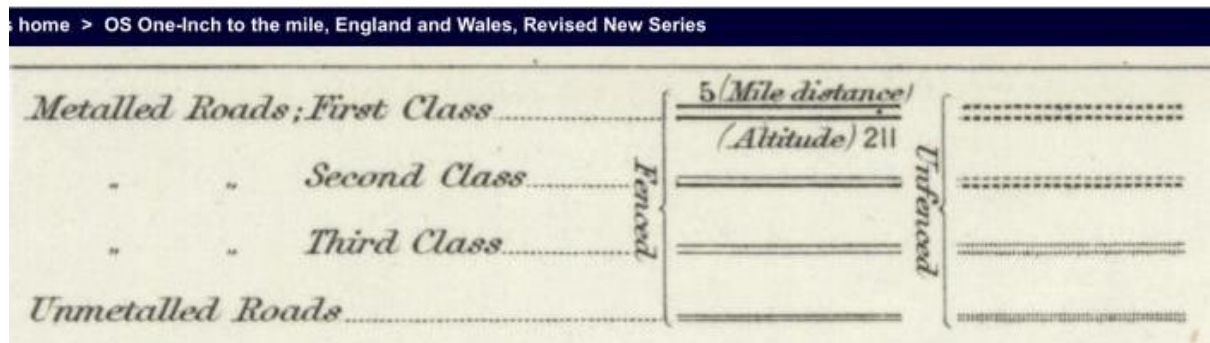 home > OS One-Inch to the mile, England and Wales, Revised New Series
Metalled Roads; First Class
5 (Mile distance)
(Altitude) 211
Fenced
Unfenced
" " Second Class
" " Third Class
Unmetalled Roads